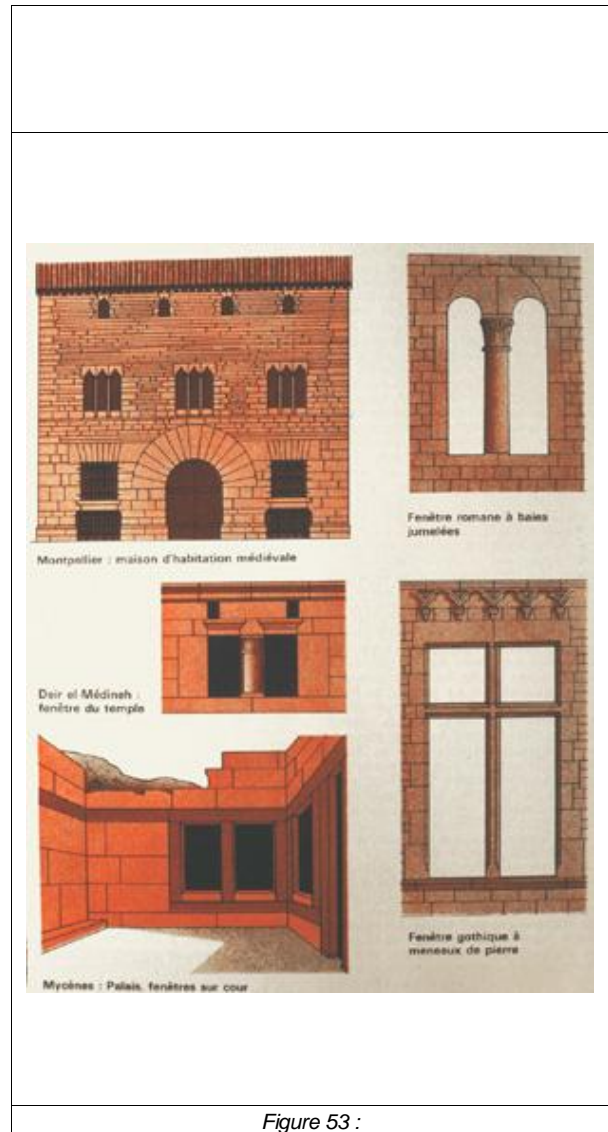 Montpellier : maison d'habitation médiévale
Fenêtre romane à baies
jumelées
Deir el Médineh :
fenêtre du temple
Mycènes : Palais, fenêtres sur cour
Fenêtre gothique à
meneaux de pierre
Figure 53 :